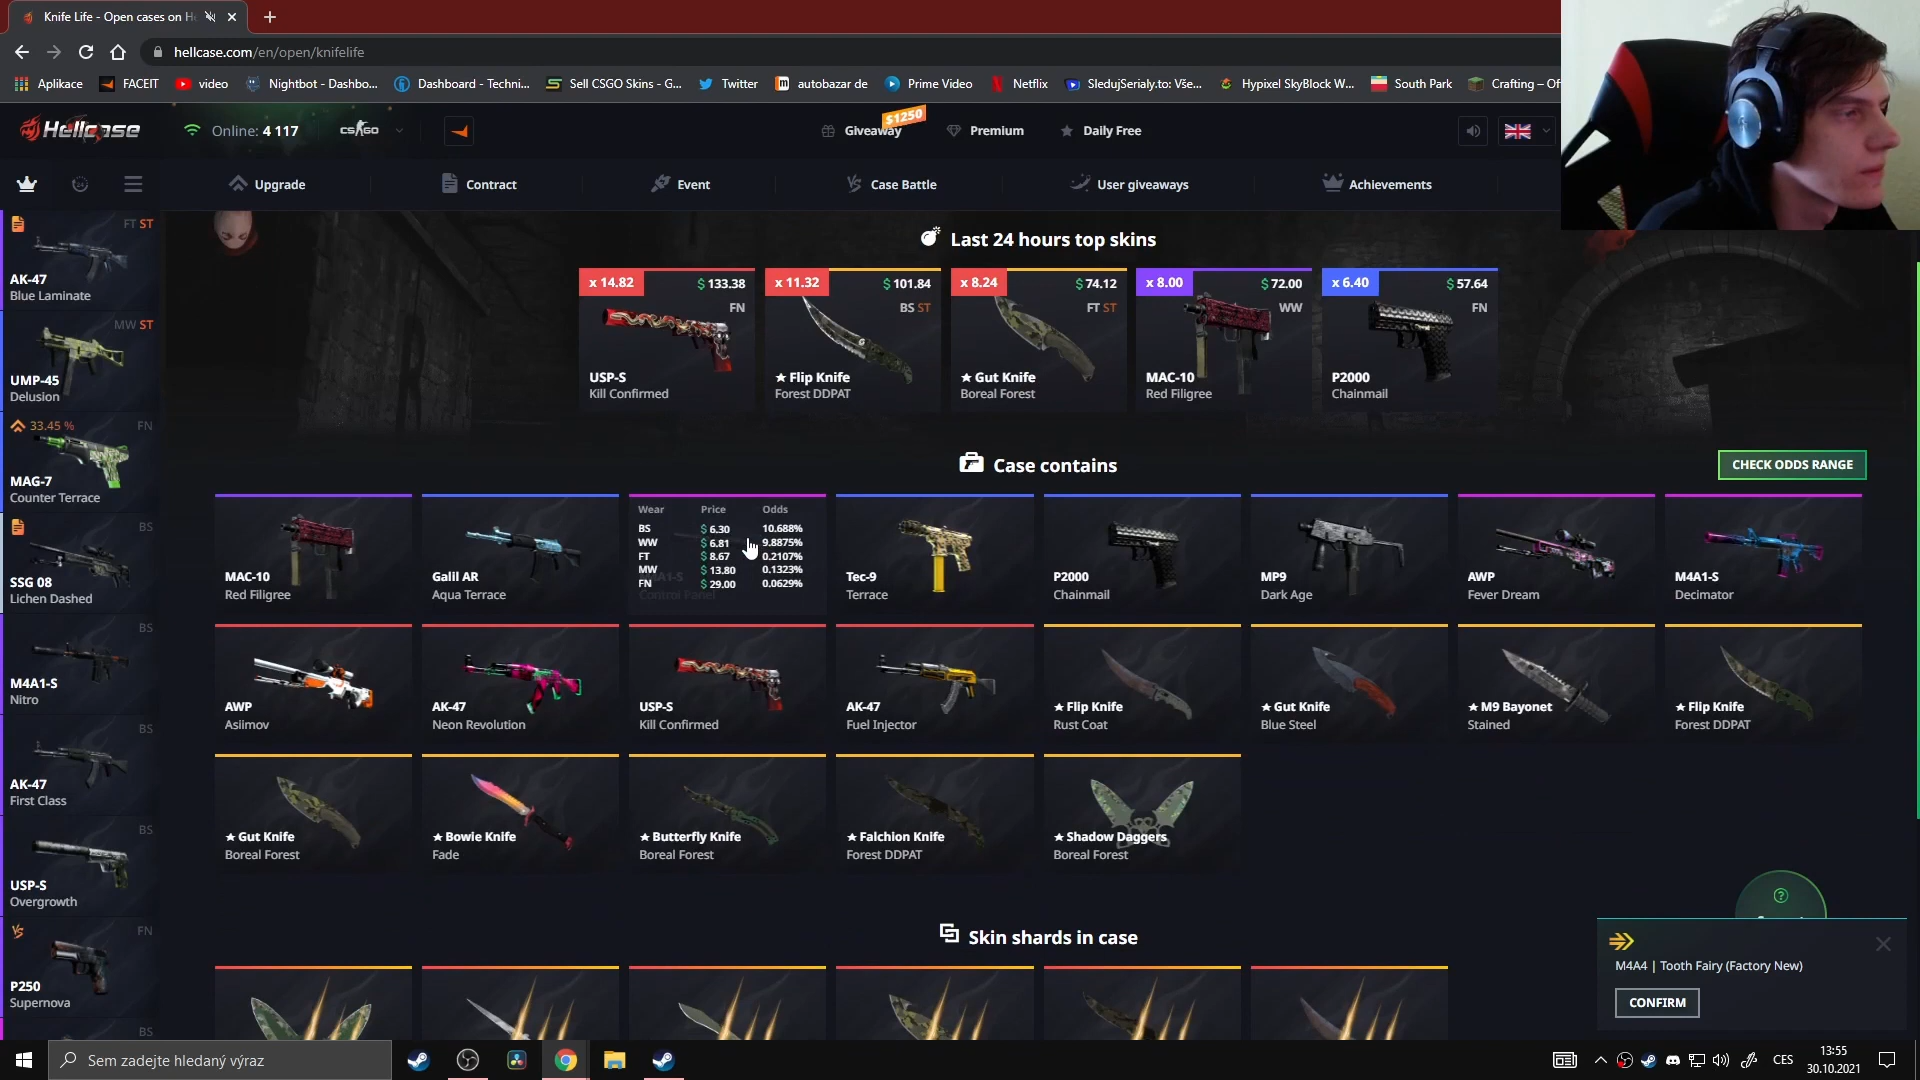 Knife Life - Open cases on H
hellcase.com/en/open/knifelife
Aplikace
FACEIT
video
Nightbot - Dashbo...
Dashboard - Techni...
Sell CSGO Skins - G...
Twitter
autobazar de
Prime Video
Netflix
SledujSerialy.to: Vše...
Hypixel SkyBlock W...
South Park
Crafting – Of
Hellcase
Online: 4 117
CS:GO
Giveaway
$1250
Premium
Daily Free
Upgrade
Contract
Event
Case Battle
User giveaways
Achievements
FT ST
AK-47
Blue Laminate
MW ST
UMP-45
Delusion
33.45 %
FN
MAG-7
Counter Terrace
BS
SSG 08
Lichen Dashed
BS
M4A1-S
Nitro
BS
AK-47
First Class
BS
USP-S
Overgrowth
FN
P250
Supernova
BS
Last 24 hours top skins
x 14.82
$ 133.38
FN
USP-S
Kill Confirmed
x 11.32
$ 101.84
BS ST
★ Flip Knife
Forest DDPAT
x 8.24
$ 74.12
FT ST
★ Gut Knife
Boreal Forest
x 8.00
$ 72.00
WW
MAC-10
Red Filigree
x 6.40
$ 57.64
FN
P2000
Chainmail
Case contains
CHECK ODDS RANGE
MAC-10
Red Filigree
Galil AR
Aqua Terrace
Wear Price Odds
BS $ 6.30 10.688%
WW $ 6.81 9.8875%
FT $ 8.67 0.2107%
MW $ 13.80 0.1323%
FN $ 29.00 0.0629%
Control Panel
Tec-9
Terrace
P2000
Chainmail
MP9
Dark Age
AWP
Fever Dream
M4A1-S
Decimator
AWP
Asiimov
AK-47
Neon Revolution
USP-S
Kill Confirmed
AK-47
Fuel Injector
★ Flip Knife
Rust Coat
★ Gut Knife
Blue Steel
★ M9 Bayonet
Stained
★ Flip Knife
Forest DDPAT
★ Gut Knife
Boreal Forest
★ Bowie Knife
Fade
★ Butterfly Knife
Boreal Forest
★ Falchion Knife
Forest DDPAT
★ Shadow Daggers
Boreal Forest
Skin shards in case
M4A4 | Tooth Fairy (Factory New)
CONFIRM
Sem zadejte hledaný výraz
CES
13:55
30.10.2021